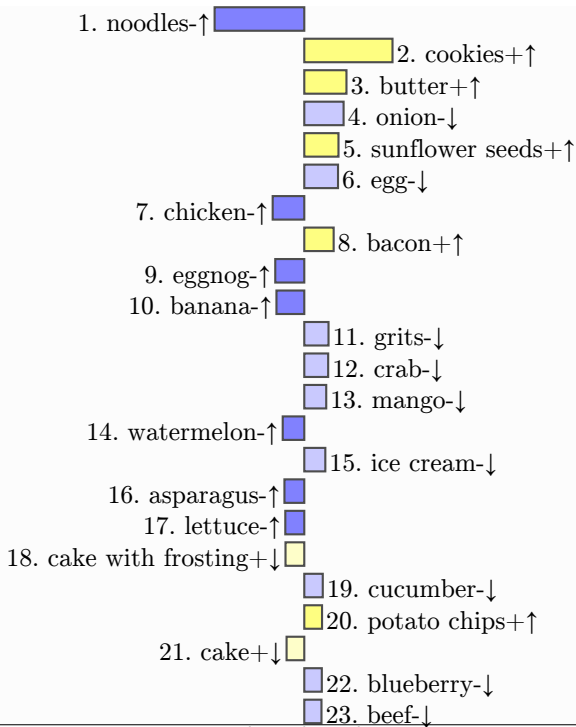 1. noodles-↑
2. cookies+↑
3. butter+↑
4. onion-↓
5. sunflower seeds+↑
6. egg-↓
7. chicken-↑
8. bacon+↑
9. eggnog-↑
10. banana-↑
11. grits-↓
12. crab-↓
13. mango-↓
14. watermelon-↑
15. ice cream-↓
16. asparagus-↑
17. lettuce-↑
18. cake with frosting+↓
19. cucumber-↓
20. potato chips+↑
21. cake+↓
22. blueberry-↓
23. beef-↓